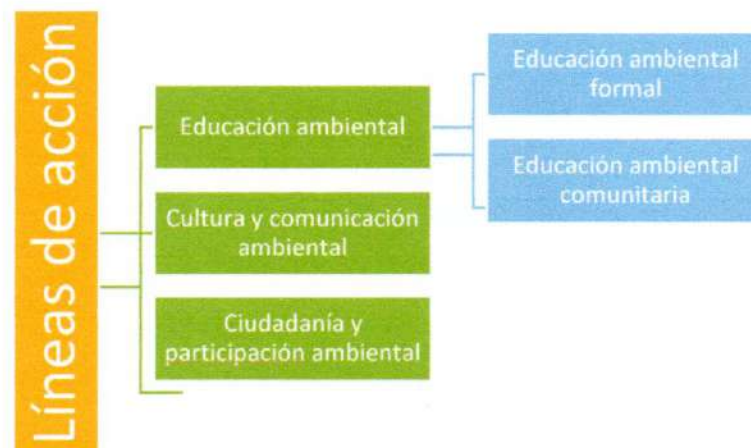 Líneas de acción
Educación ambiental
Cultura y comunicación
ambiental
Ciudadanía y
participación ambiental
Educación ambiental
formal
Educación ambiental
comunitaria